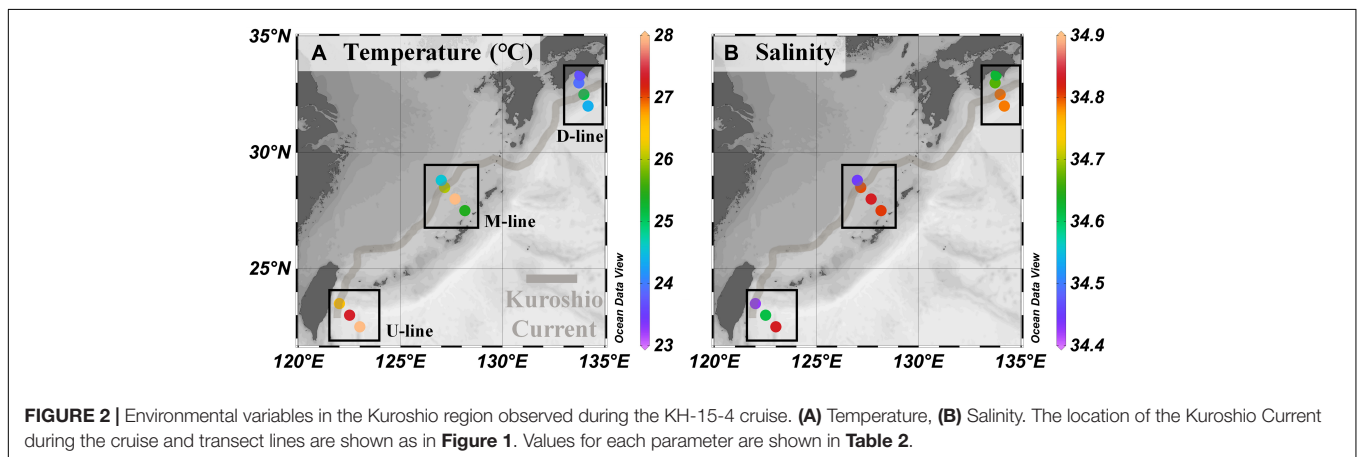 A Temperature (°C)
35°N
30°N
25°N
120°E
125°E
130°E
135°E
D-line
M-line
U-line
Kuroshio
Current
Ocean Data View
28
27
26
25
24
23
B Salinity
120°E
125°E
130°E
135°E
Ocean Data View
34.9
34.8
34.7
34.6
34.5
34.4
FIGURE 2 | Environmental variables in the Kuroshio region observed during the KH-15-4 cruise. (A) Temperature, (B) Salinity. The location of the Kuroshio Current
during the cruise and transect lines are shown as in Figure 1. Values for each parameter are shown in Table 2.